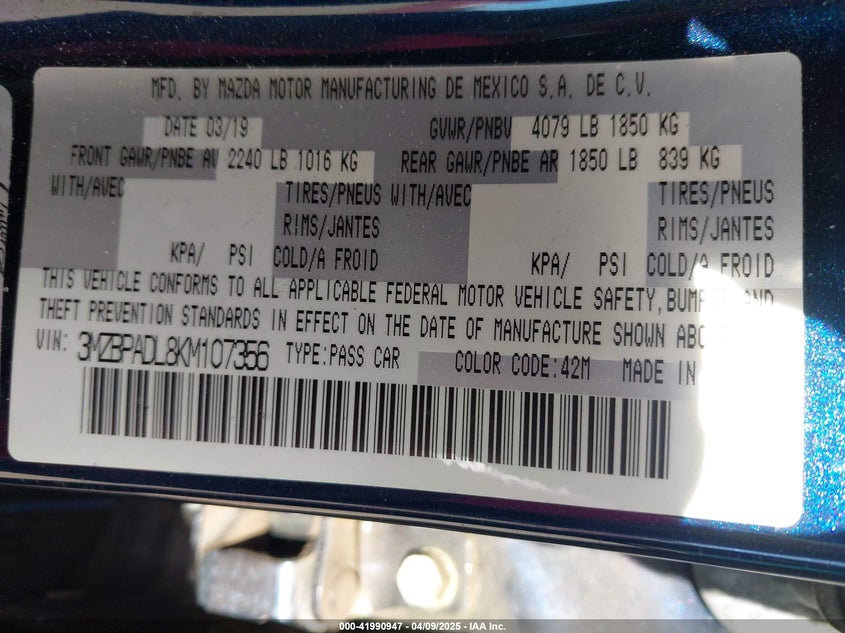 MFD. BY MAZDA MOTOR MANUFACTURING DE MEXICO S.A. DE C.V.
DATE 03/19 GVWR/PNBV 4079 LB 1850 KG
FRONT GAWR/PNBE AV 2240 LB 1016 KG REAR GAWR/PNBE AR 1850 LB 839 KG
WITH/AVEC TIRES/PNEUS WITH/AVEC TIRES/PNEUS
RIMS/JANTES RIMS/JANTES
KPA/ PSI COLD/A FROID KPA/ PSI COLD/A FROID
THIS VEHICLE CONFORMS TO ALL APPLICABLE FEDERAL MOTOR VEHICLE SAFETY, AND
THEFT PREVENTION STANDARDS IN EFFECT ON THE DATE OF MANUFACTURE SHOWN
VIN: 3MZBPADL8KM107356 TYPE:PASS CAR COLOR CODE:42M MADE IN
000-41990947 - 04/09/2025 - IAA Inc.